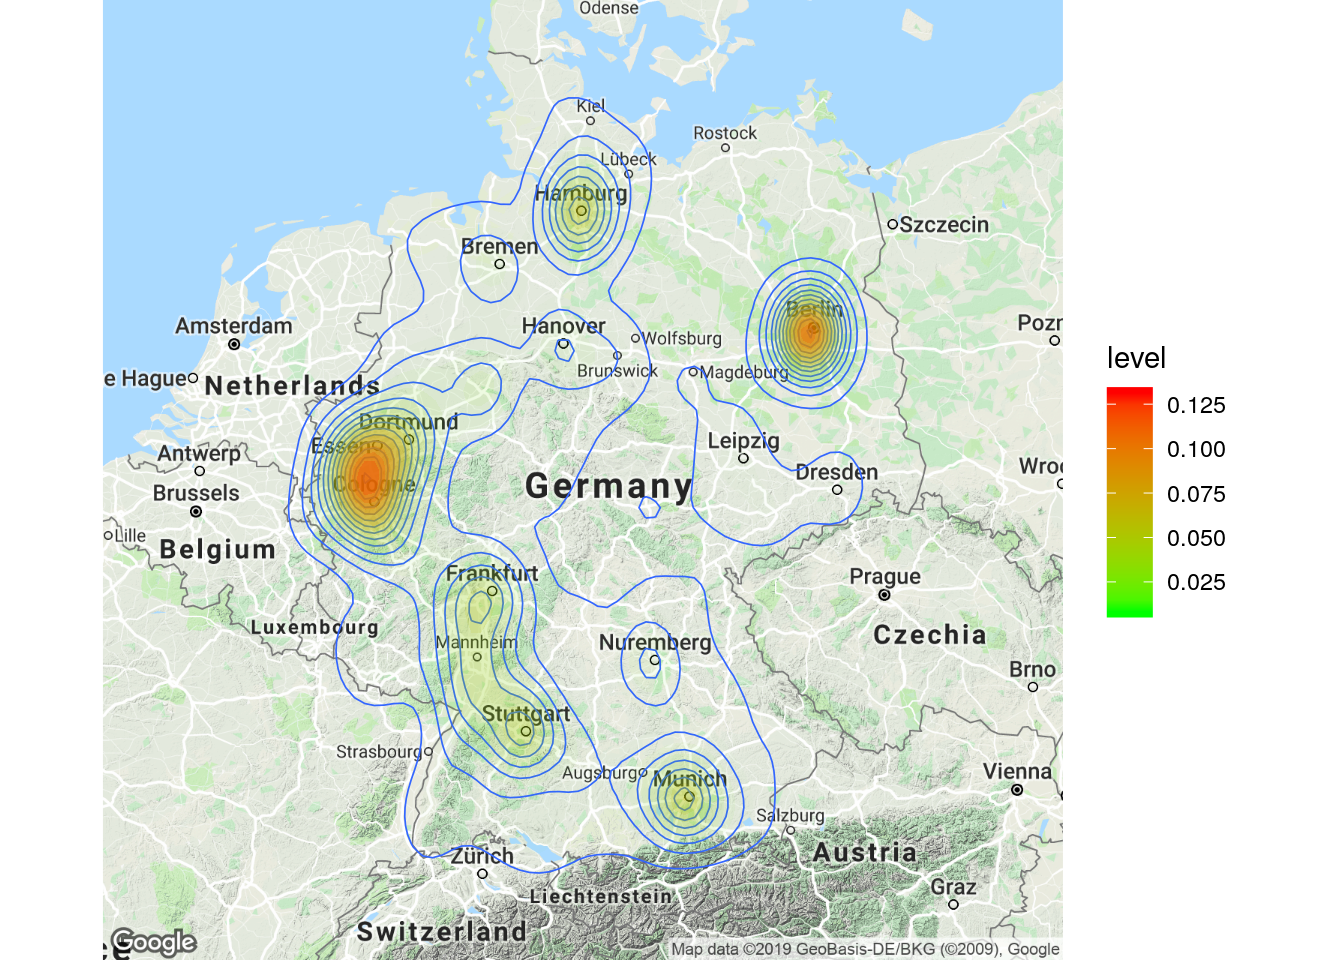 Odense
Kiel
Rostock
Lübeck
Hamburg
Szczecin
Bremen
Berlin
Amsterdam
Hanover
Wolfsburg
Pozr
Brunswick
Magdeburg
e Hague
Netherlands
Dortmund
Essen
Leipzig
Antwerp
Dresden
Wroc
Cologne
Brussels
Germany
Lille
Belgium
Frankfurt
Prague
Luxembourg
Czechia
Mannheim
Nuremberg
Brno
Stuttgart
Strasbourg
Augsburg
Munich
Vienna
Salzburg
Zürich
Austria
Liechtenstein
Graz
Switzerland
ce
Google
Map data ©2019 GeoBasis-DE/BKG (©2009), Google
level
0.125
0.100
0.075
0.050
0.025